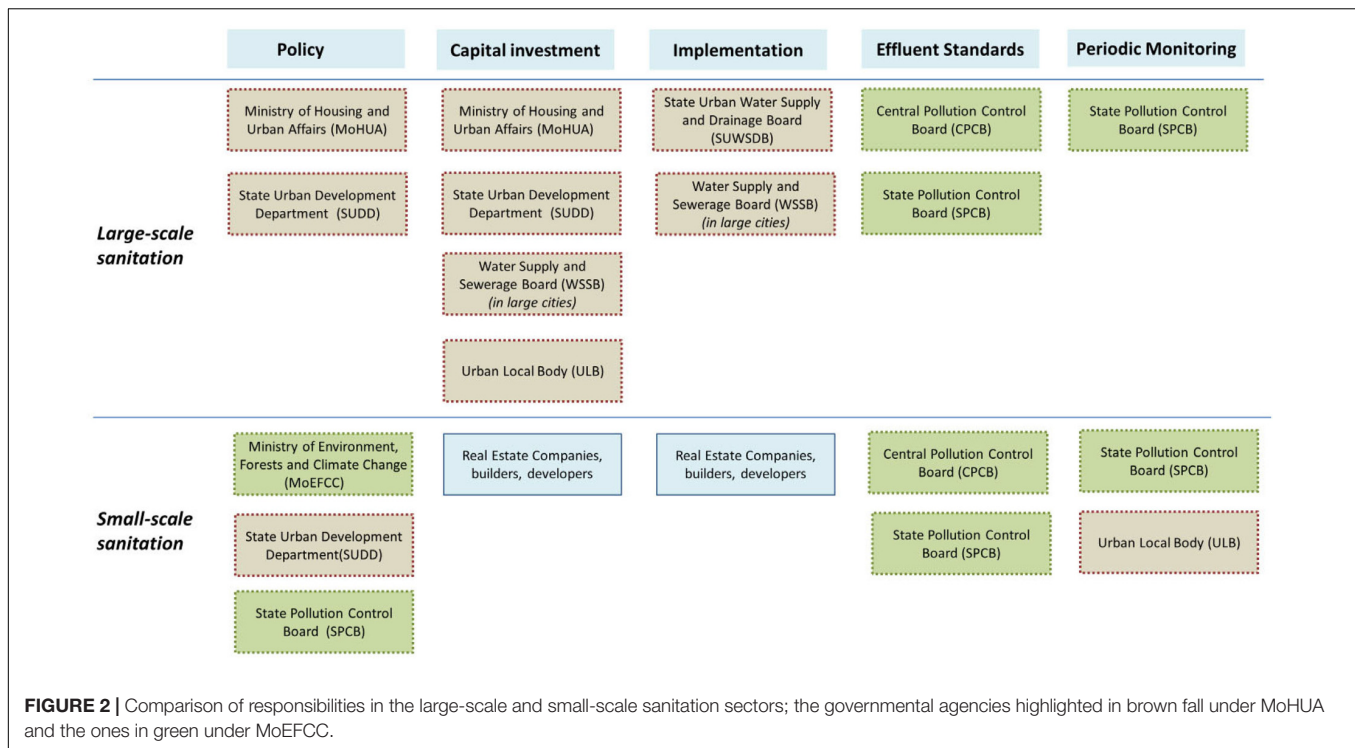 Policy
Capital investment
Implementation
Effluent Standards
Periodic Monitoring
Large-scale
sanitation
Ministry of Housing and
Urban Affairs (MoHUA)
State Urban Development
Department (SUDD)
Ministry of Housing and
Urban Affairs (MoHUA)
State Urban Development
Department (SUDD)
Water Supply and
Sewerage Board (WSSB)
(in large cities)
Urban Local Body (ULB)
State Urban Water Supply
and Drainage Board
(SUWSDB)
Water Supply and
Sewerage Board (WSSB)
(in large cities)
Central Pollution Control
Board (CPCB)
State Pollution Control
Board (SPCB)
State Pollution Control
Board (SPCB)
Small-scale
sanitation
Ministry of Environment,
Forests and Climate Change
(MoEFCC)
State Urban Development
Department(SUDD)
State Pollution Control
Board (SPCB)
Real Estate Companies,
builders, developers
Real Estate Companies,
builders, developers
Central Pollution Control
Board (CPCB)
State Pollution Control
Board (SPCB)
State Pollution Control
Board (SPCB)
Urban Local Body (ULB)
FIGURE 2 | Comparison of responsibilities in the large-scale and small-scale sanitation sectors; the governmental agencies highlighted in brown fall under MoHUA
and the ones in green under MoEFCC.